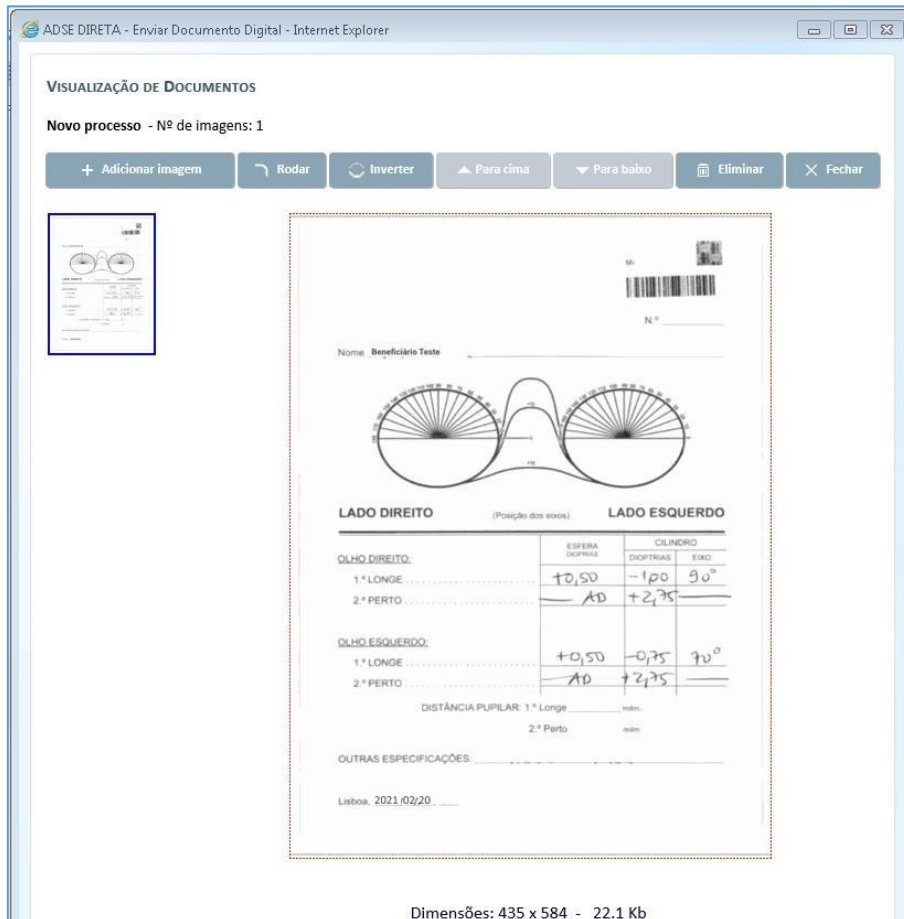 ADSE DIRETA - Enviar Documento Digital - Internet Explorer
VISUALIZAÇÃO DE DOCUMENTOS
Novo processo - Nº de imagens: 1
Adicionar imagem Rodar Inverter Para cima Para baixo Eliminar Fechar
N.º
Nome Beneficiário Teste
LADO DIREITO (Posição dos eixos) LADO ESQUERDO
ESFERA CILINDRO
DIOPTRIAS DIOPTRIAS EIXO
OLHO DIREITO:
1.º LONGE +0,50 -1,00 90°
2.º PERTO AD +2,75
OLHO ESQUERDO:
1.º LONGE +0,50 -0,75 70°
2.º PERTO AD +2,75
DISTÂNCIA PUPILAR: 1.º Longe m/m.
2.º Perto m/m.
OUTRAS ESPECIFICAÇÕES:
Lisboa, 2021/02/20
Dimensões: 435 x 584 - 22.1 Kb